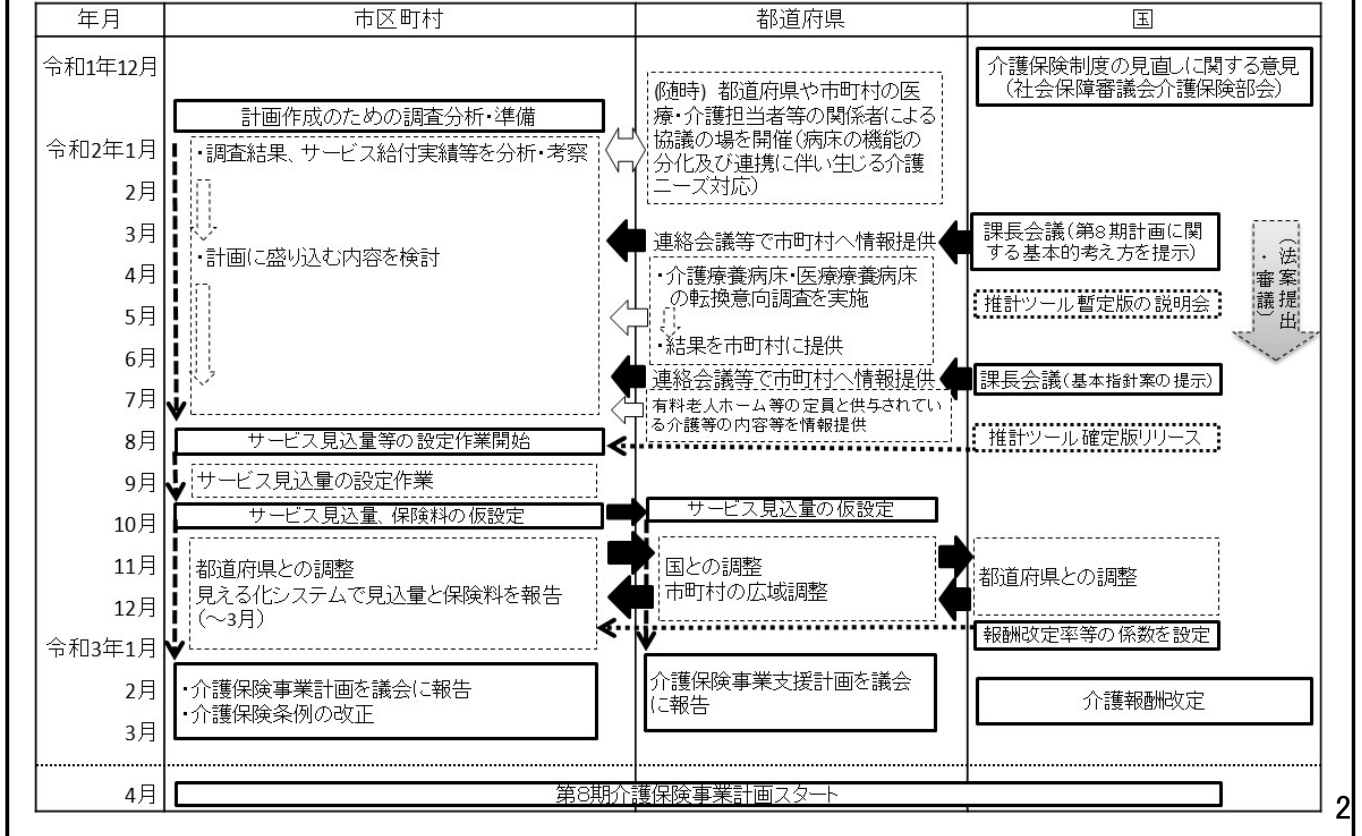 年月
市区町村
都道府県
国
令和1年12月
令和2年1月
2月
3月
4月
5月
6月
7月
8月
9月
10月
11月
12月
令和3年1月
2月
3月
4月
計画作成のための調査分析・準備
・調査結果、サービス給付実績等を分析・考察
・計画に盛り込む内容を検討
サービス見込量等の設定作業開始
サービス見込量の設定作業
サービス見込量、保険料の仮設定
都道府県との調整
見える化システムで見込量と保険料を報告
(～3月)
・介護保険事業計画を議会に報告
・介護保険条例の改正
(随時) 都道府県や市町村の医
療・介護担当者等の関係者による
協議の場を開催(病床の機能の
分化及び連携に伴い生じる介護
ニーズ対応)
連絡会議等で市町村へ情報提供
・介護療養病床・医療療養病床
の転換意向調査を実施
・結果を市町村に提供
連絡会議等で市町村へ情報提供
有料老人ホーム等の定員と供与されてい
る介護等の内容等を情報提供
サービス見込量の仮設定
国との調整
市町村の広域調整
介護保険事業支援計画を議会
に報告
介護保険制度の見直しに関する意見
(社会保障審議会介護保険部会)
課長会議(第8期計画に関
する基本的考え方を提示)
推計ツール暫定版の説明会
課長会議(基本指針案の提示)
推計ツール確定版リリース
都道府県との調整
報酬改定率等の係数を設定
介護報酬改定
(法案提出
・審議)
第8期介護保険事業計画スタート
2